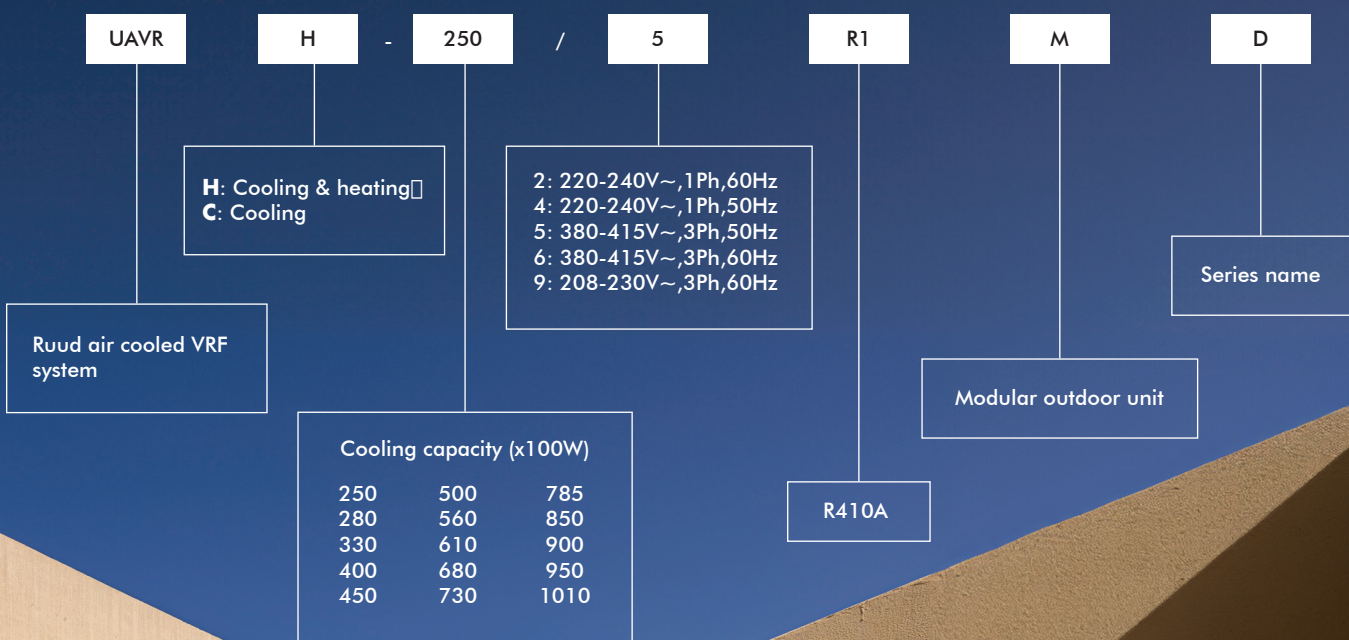 UAVR H - 250 / 5 R1 M D
H: Cooling & heating
C: Cooling
2: 220-240V~,1Ph,60Hz
4: 220-240V~,1Ph,50Hz
5: 380-415V~,3Ph,50Hz
6: 380-415V~,3Ph,60Hz
9: 208-230V~,3Ph,60Hz
Series name
Ruud air cooled VRF
system
Modular outdoor unit
Cooling capacity (x100W)
250 500 785
280 560 850
330 610 900
400 680 950
450 730 1010
R410A